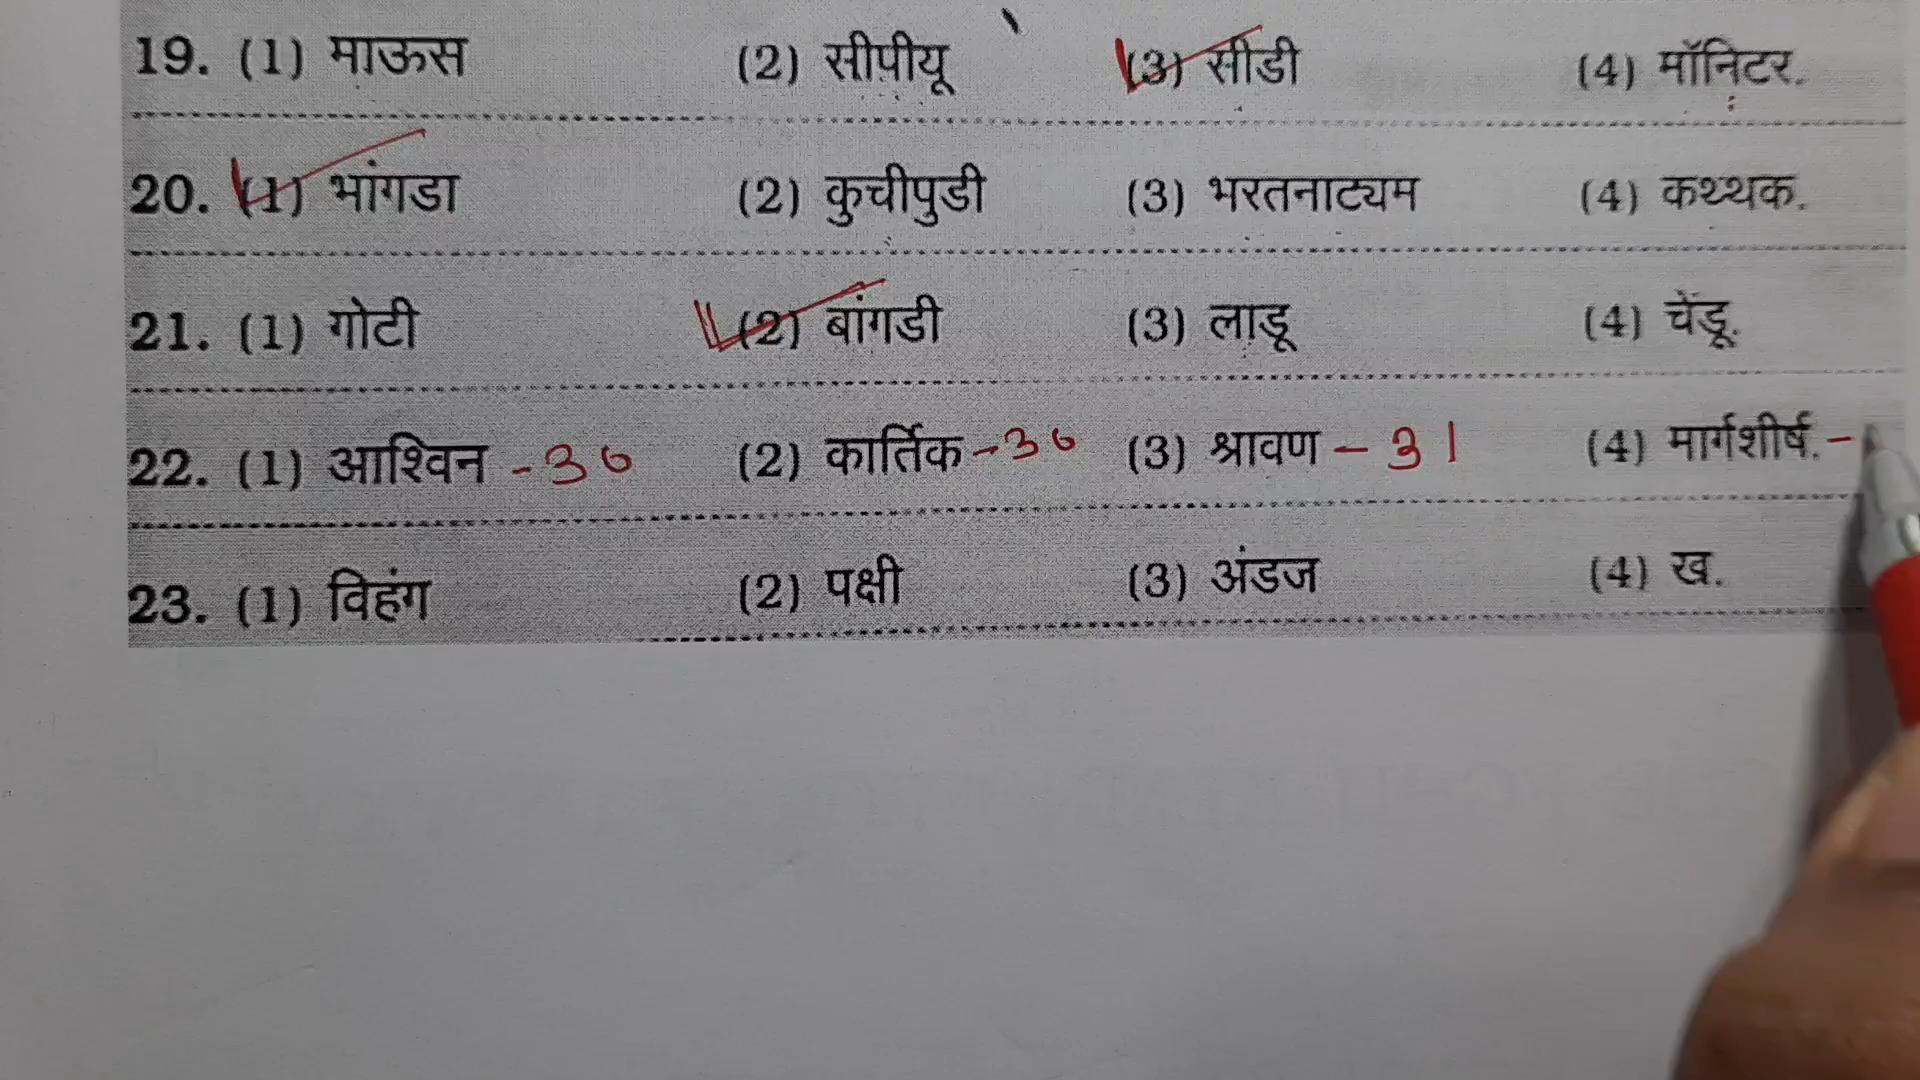 19. (1) माऊस (2) सीपीयू (3) सीडी (4) मॉनिटर.
20. (1) भांगडा (2) कुचीपुडी (3) भरतनाट्यम (4) कथ्थक.
21. (1) गोटी (2) बांगडी (3) लाडू (4) चेंडू.
22. (1) आश्विन - 30 (2) कार्तिक - 30 (3) श्रावण - 31 (4) मार्गशीर्ष. -
23. (1) विहंग (2) पक्षी (3) अंडज (4) ख.